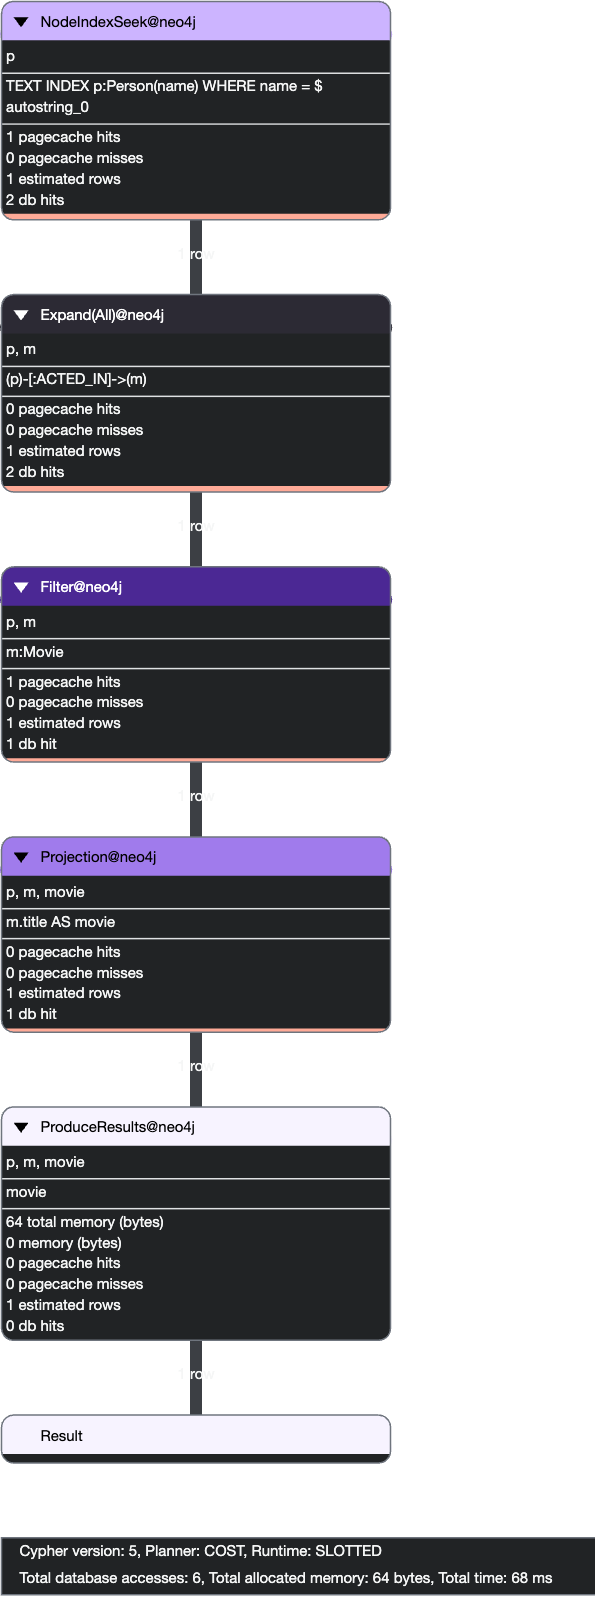 NodeIndexSeek@neo4j
p
TEXT INDEX p:Person(name) WHERE name = $
autostring_0
1 pagecache hits
0 pagecache misses
1 estimated rows
2 db hits
1 row
Expand(All)@neo4j
p, m
(p)-[:ACTED_IN]->(m)
0 pagecache hits
0 pagecache misses
1 estimated rows
2 db hits
1 row
Filter@neo4j
p, m
m:Movie
1 pagecache hits
0 pagecache misses
1 estimated rows
1 db hit
1 row
Projection@neo4j
p, m, movie
m.title AS movie
0 pagecache hits
0 pagecache misses
1 estimated rows
1 db hit
1 row
ProduceResults@neo4j
p, m, movie
movie
64 total memory (bytes)
0 memory (bytes)
0 pagecache hits
0 pagecache misses
1 estimated rows
0 db hits
1 row
Result
Cypher version: 5, Planner: COST, Runtime: SLOTTED
Total database accesses: 6, Total allocated memory: 64 bytes, Total time: 68 ms